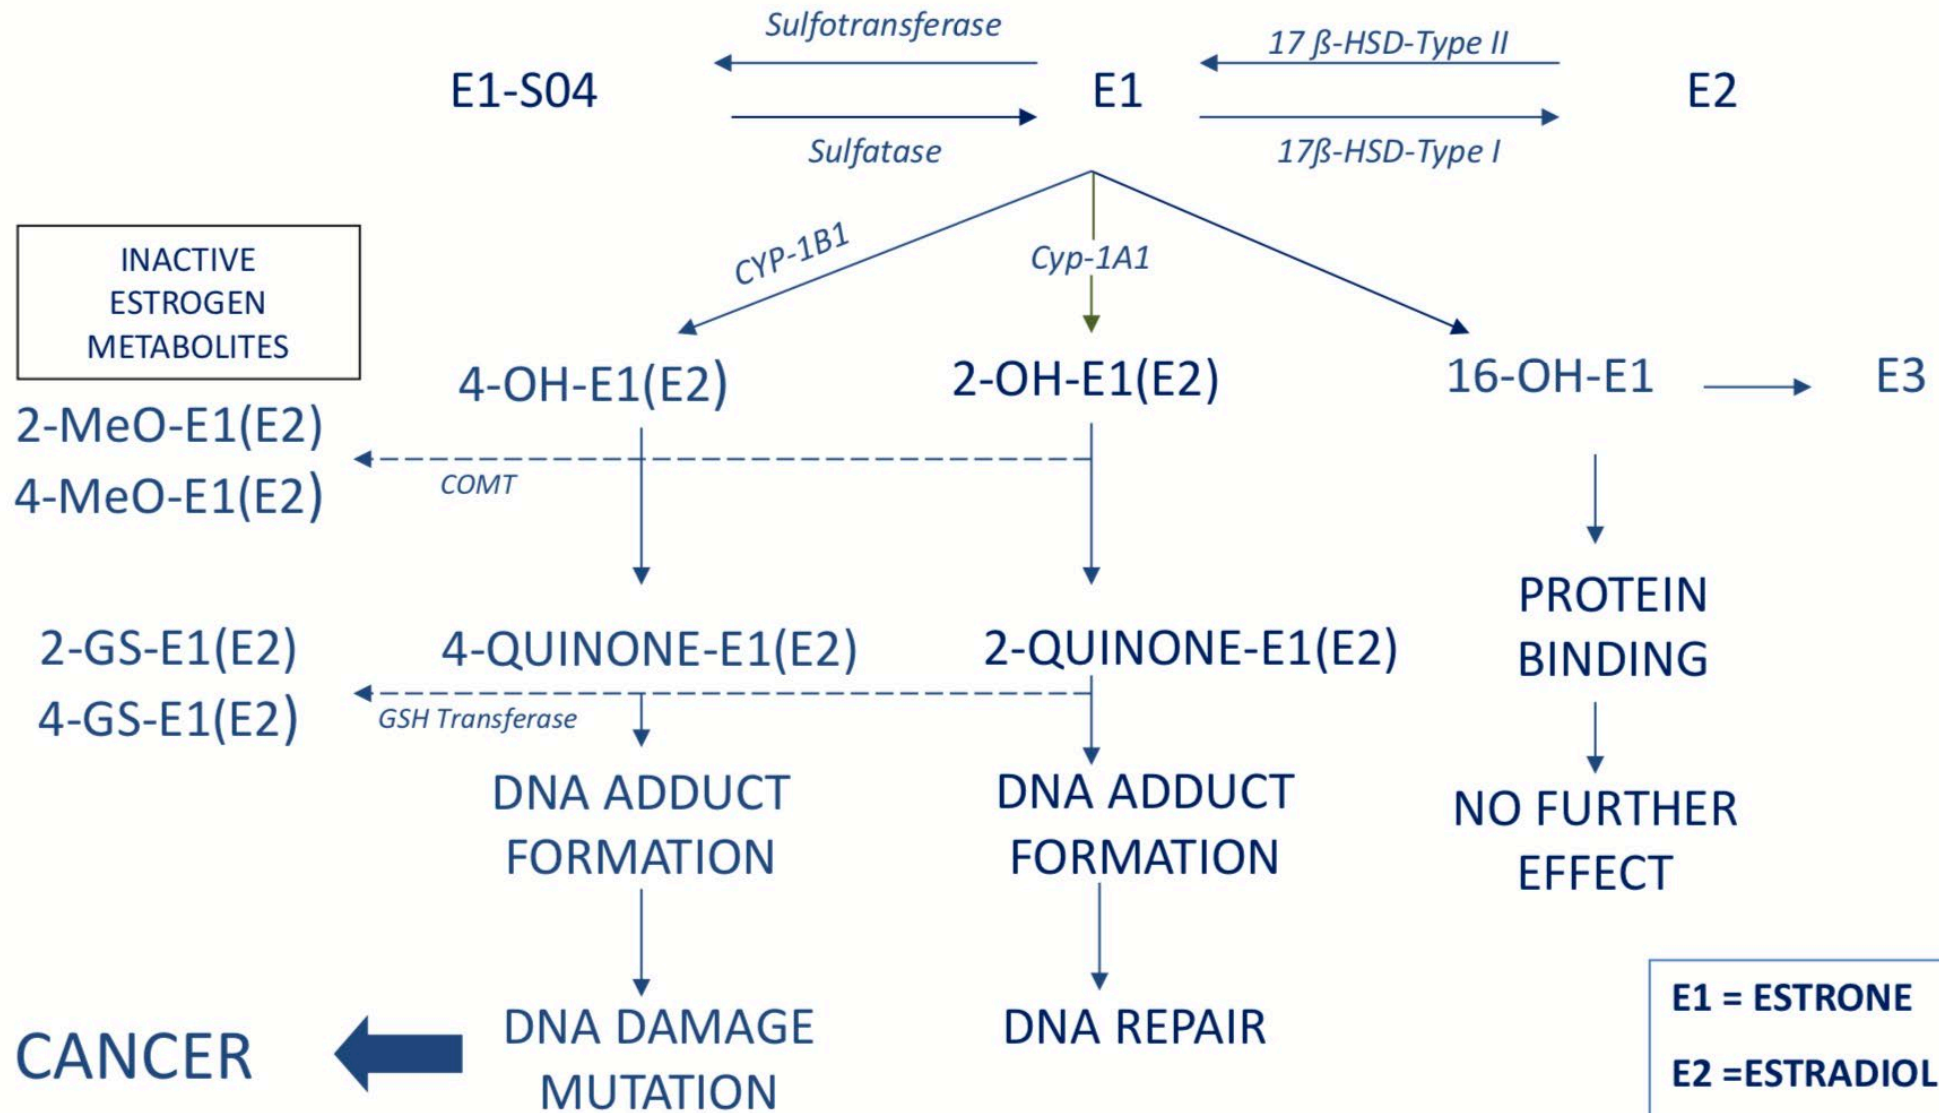 Sulfotransferase
17 ß-HSD-Type II
E1-S04
E1
E2
Sulfatase
17ß-HSD-Type I
INACTIVE
ESTROGEN
METABOLITES
CYP-1B1
Cyp-1A1
4-OH-E1(E2)
2-OH-E1(E2)
16-OH-E1
E3
2-MeO-E1(E2)
4-MeO-E1(E2)
COMT
PROTEIN
BINDING
2-GS-E1(E2)
4-GS-E1(E2)
4-QUINONE-E1(E2)
2-QUINONE-E1(E2)
GSH Transferase
DNA ADDUCT
FORMATION
DNA ADDUCT
FORMATION
NO FURTHER
EFFECT
CANCER
DNA DAMAGE
MUTATION
DNA REPAIR
E1 = ESTRONE
E2 =ESTRADIOL